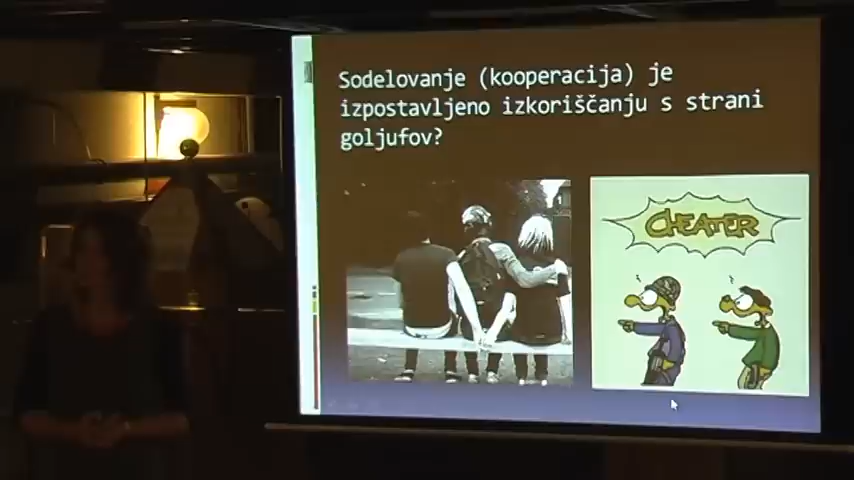 Sodelovanje (kooperacija) je
izpostavljeno izkoriščanju s strani
goljufov?
CHEATER